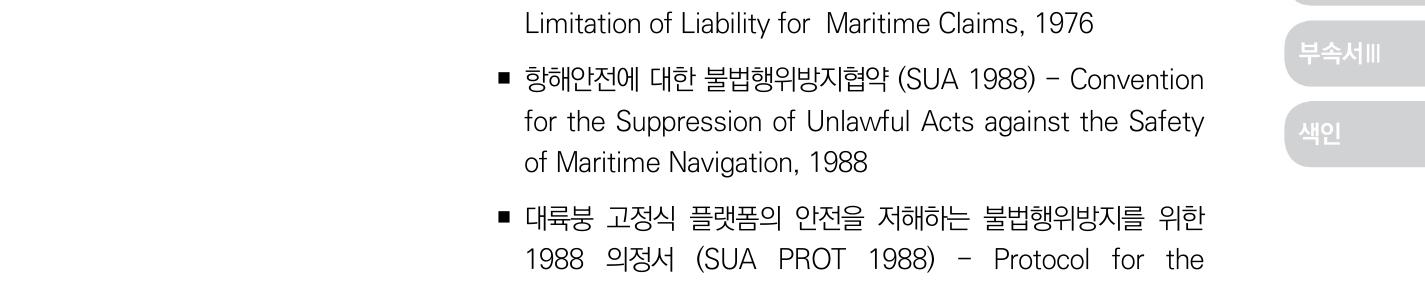 Limitation of Liability for Maritime Claims, 1976
■ 항해안전에 대한 불법행위방지협약 (SUA 1988) – Convention
for the Suppression of Unlawful Acts against the Safety
of Maritime Navigation, 1988
■ 대륙붕 고정식 플랫폼의 안전을 저해하는 불법행위방지를 위한
1988 의정서 (SUA PROT 1988) – Protocol for the
부속서Ⅲ
색인